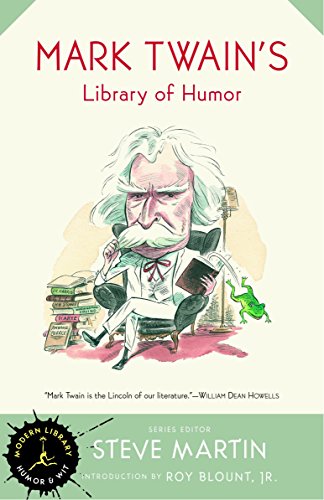 MARK TWAIN'S
Library of Humor
"Mark Twain is the Lincoln of our literature."—WILLIAM DEAN HOWELLS
SERIES EDITOR
STEVE MARTIN
INTRODUCTION BY ROY BLOUNT, JR.
MODERN LIBRARY
HUMOR & WIT